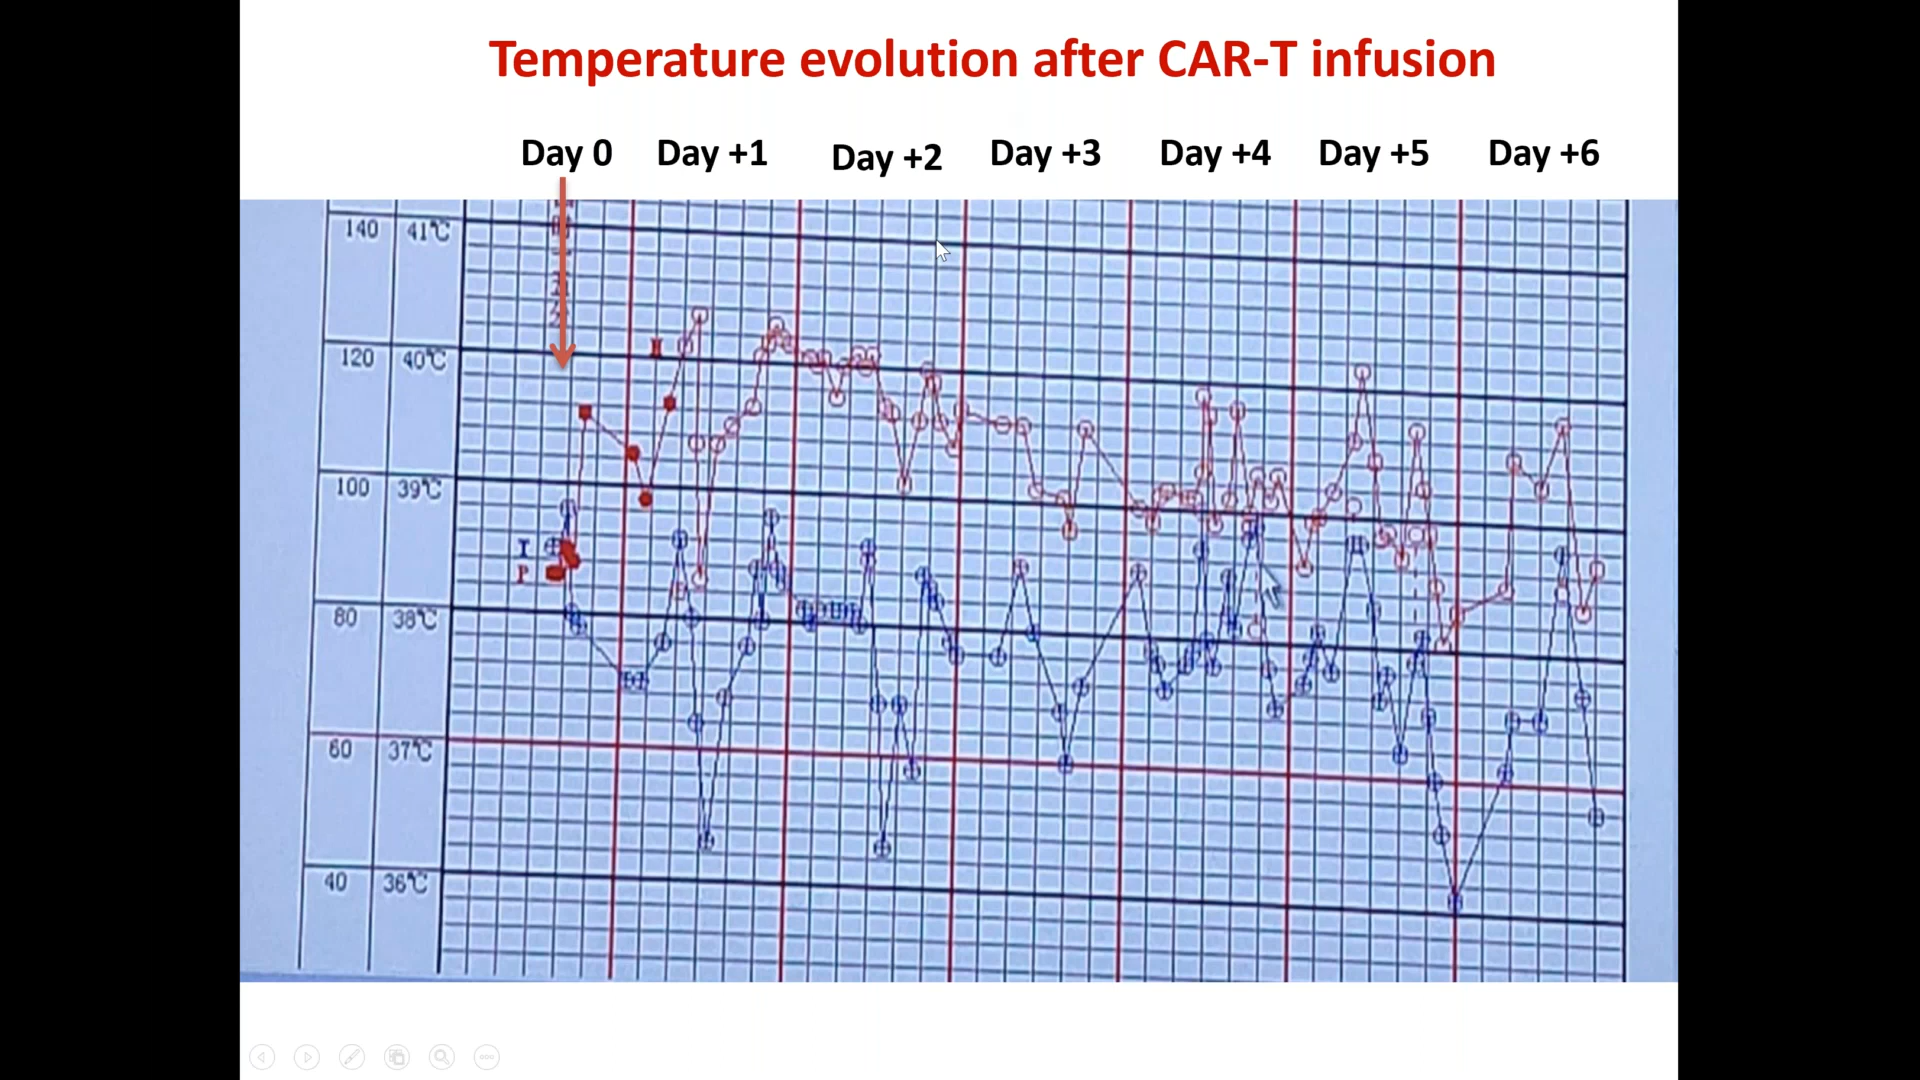 Temperature evolution after CAR-T infusion
Day 0 Day +1 Day +2 Day +3 Day +4 Day +5 Day +6
140 41℃
120 40℃
100 39℃
80 38℃
60 37℃
40 36℃
H
T
P